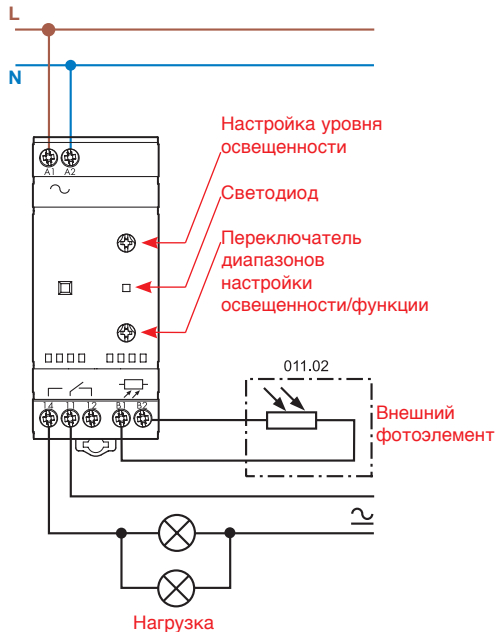 L
N
A1 A2
Настройка уровня
освещенности
Светодиод
Переключатель
диапазонов
настройки
освещенности/функции
011.02
14 11 12 B1 B2
Внешний
фотоэлемент
Нагрузка